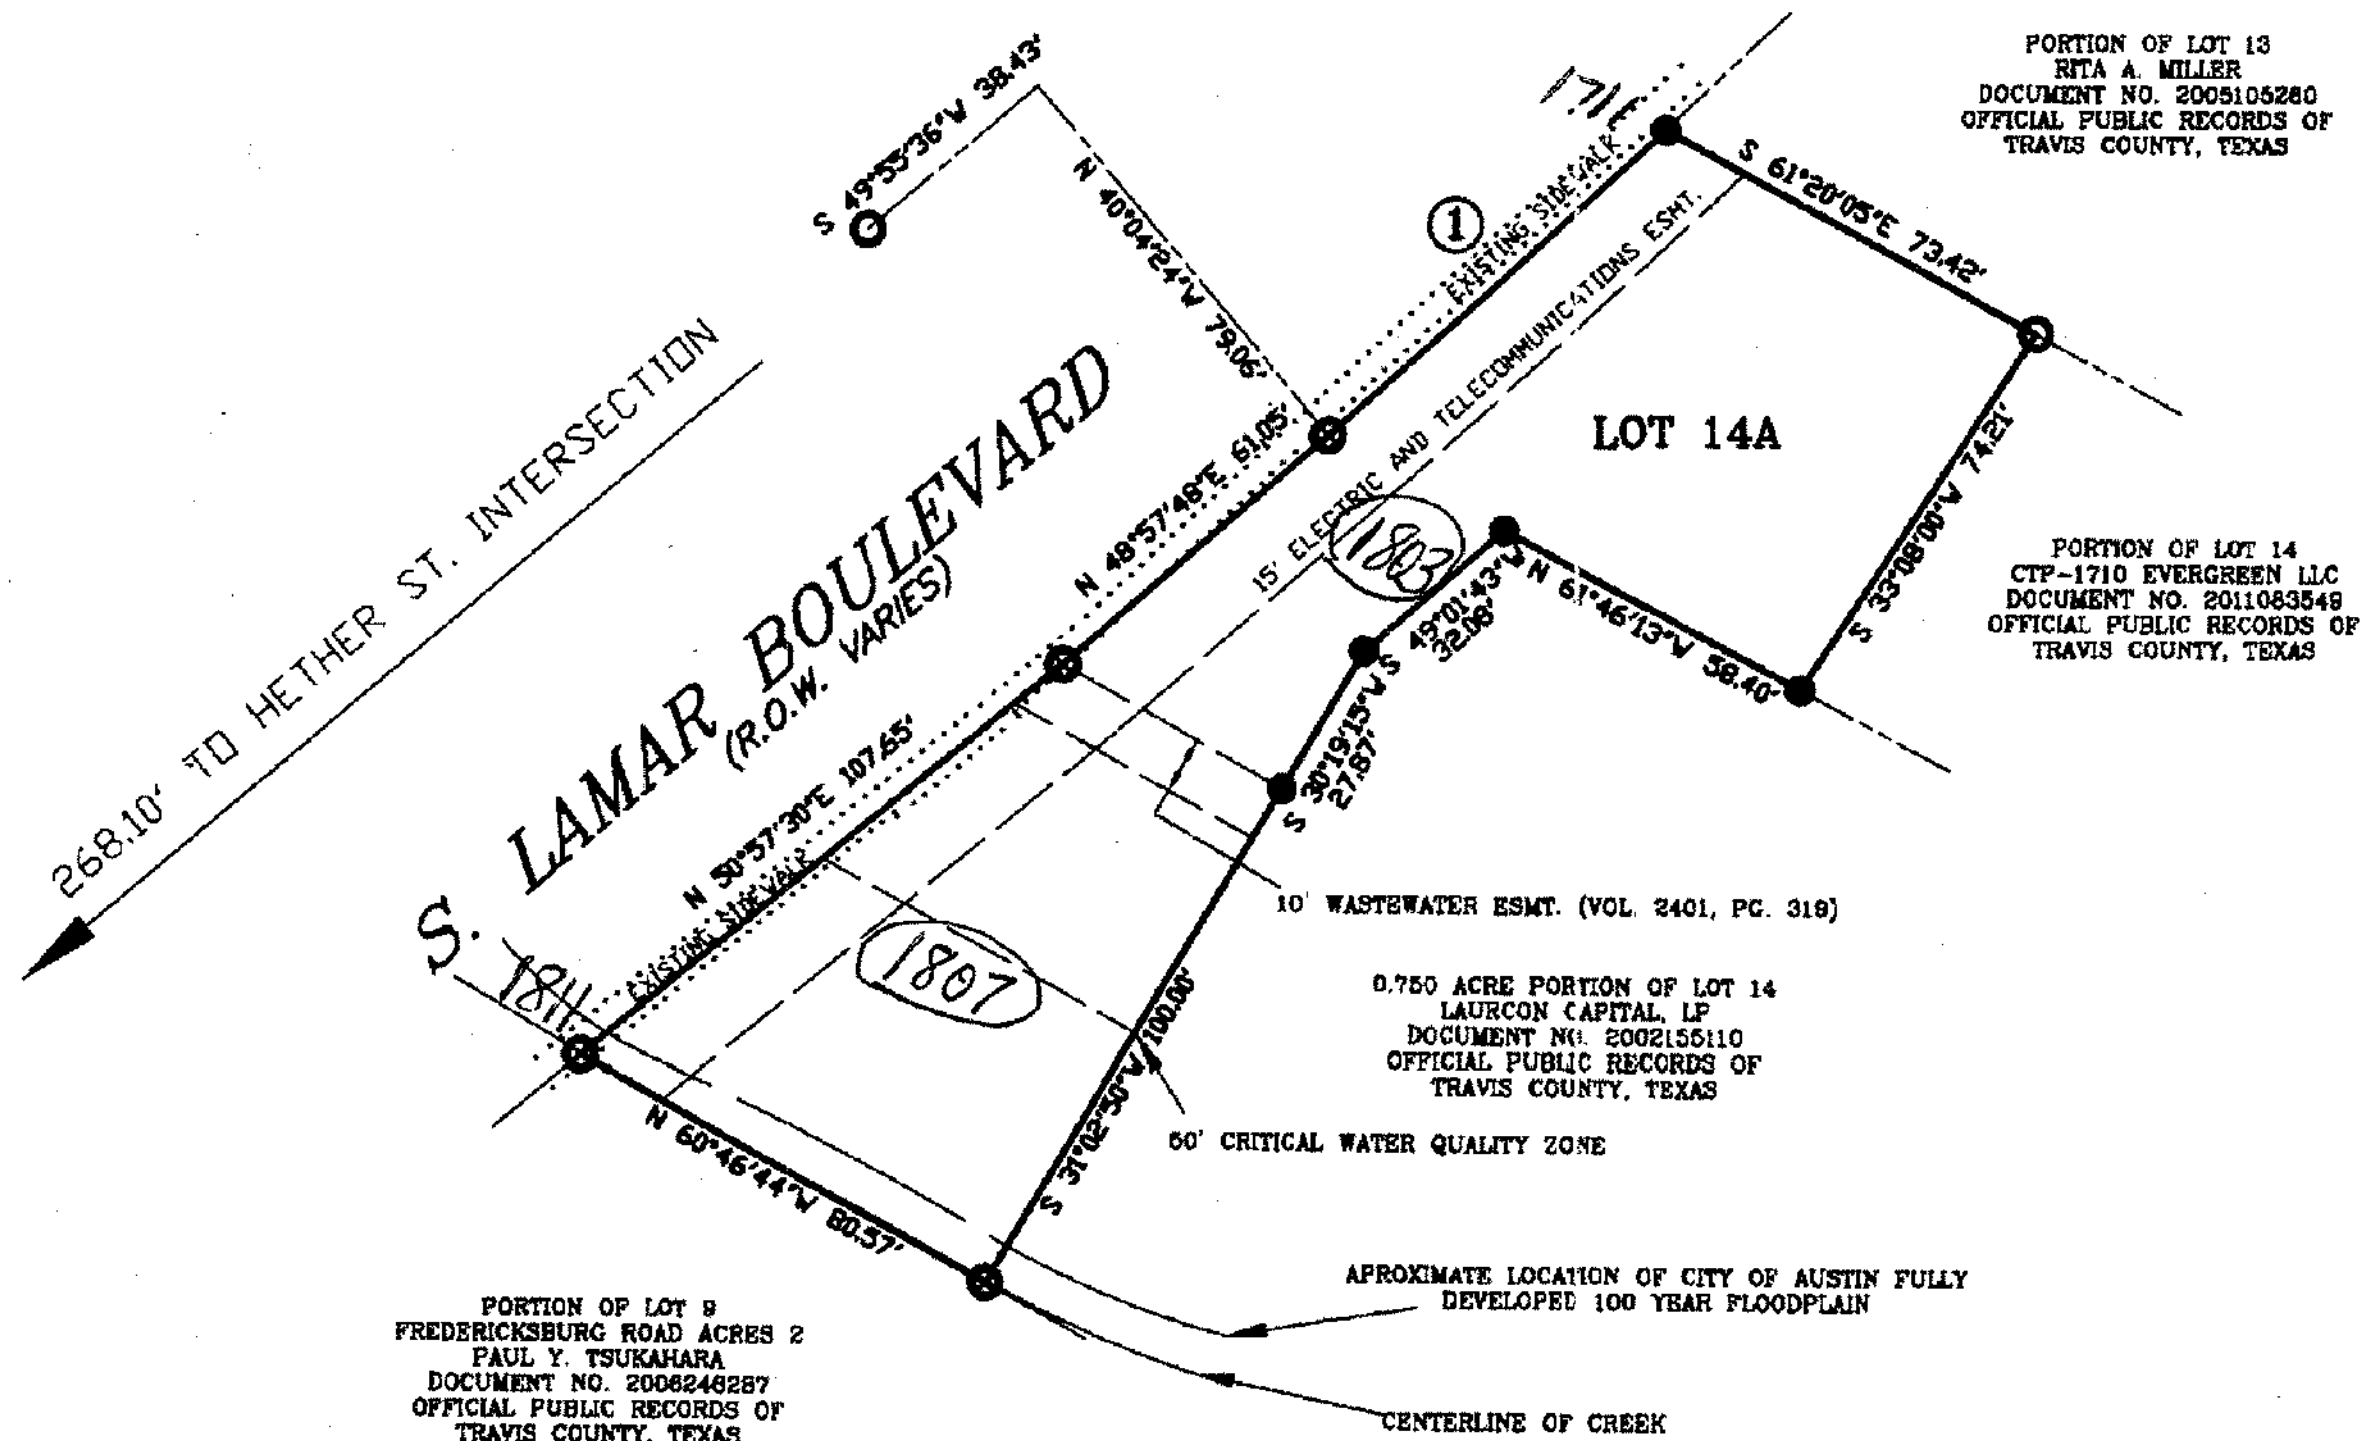 PORTION OF LOT 13
RITA A. MILLER
DOCUMENT NO. 2005105280
OFFICIAL PUBLIC RECORDS OF
TRAVIS COUNTY, TEXAS
S 49°55'36"W 38.43'
N 40°04'24"W 79.06'
1
EXISTING SIDEWALK
S 61°20'05"E 73.42'
15' ELECTRIC AND TELECOMMUNICATIONS ESMT.
LOT 14A
S 33°08'00"W 74.21'
268.10' TO HETHER ST. INTERSECTION
S. LAMAR BOULEVARD
(R.O.W. VARIES)
N 48°57'48"E 61.05'
1803
S 49°01'43"W
32.08'
N 61°46'13"W 58.40'
PORTION OF LOT 14
CTP-1710 EVERGREEN LLC
DOCUMENT NO. 2011083549
OFFICIAL PUBLIC RECORDS OF
TRAVIS COUNTY, TEXAS
S 30°19'15"W
27.87'
N 50°57'30"E 107.65'
EXISTING SIDEWALK
10' WASTEWATER ESMT. (VOL. 2401, PG. 319)
1811
1807
0.750 ACRE PORTION OF LOT 14
LAURCON CAPITAL, LP
DOCUMENT NO. 2002155110
OFFICIAL PUBLIC RECORDS OF
TRAVIS COUNTY, TEXAS
S 31°02'50"W 100.00'
50' CRITICAL WATER QUALITY ZONE
N 60°46'44"W 80.57'
APROXIMATE LOCATION OF CITY OF AUSTIN FULLY
DEVELOPED 100 YEAR FLOODPLAIN
PORTION OF LOT 9
FREDERICKSBURG ROAD ACRES 2
PAUL Y. TSUKAHARA
DOCUMENT NO. 2006246287
OFFICIAL PUBLIC RECORDS OF
TRAVIS COUNTY, TEXAS
CENTERLINE OF CREEK